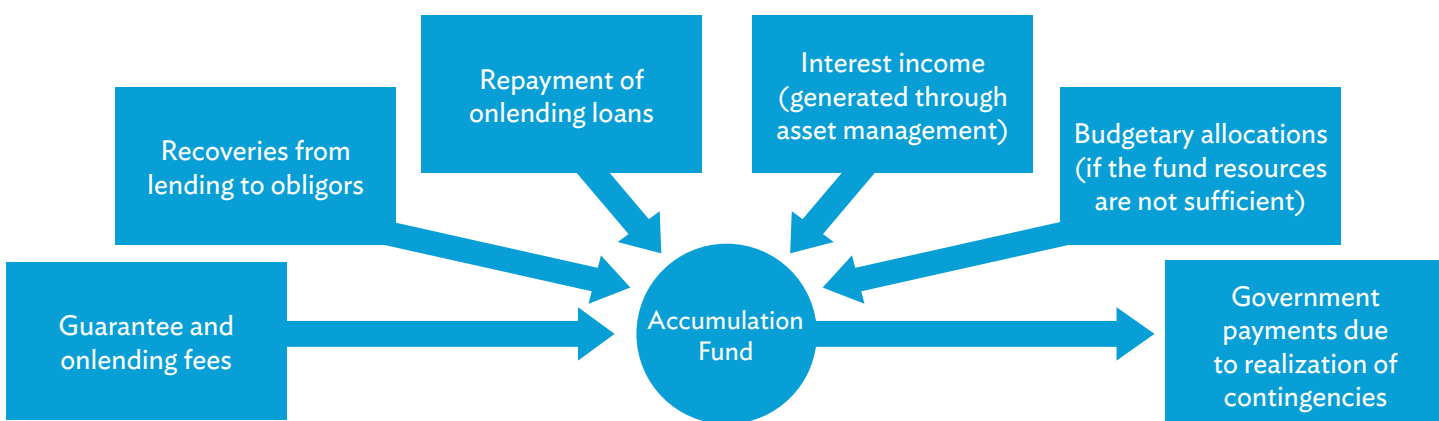 Guarantee and
onlending fees
Recoveries from
lending to obligors
Repayment of
onlending loans
Interest income
(generated through
asset management)
Budgetary allocations
(if the fund resources
are not sufficient)
Accumulation
Fund
Government
payments due
to realization of
contingencies